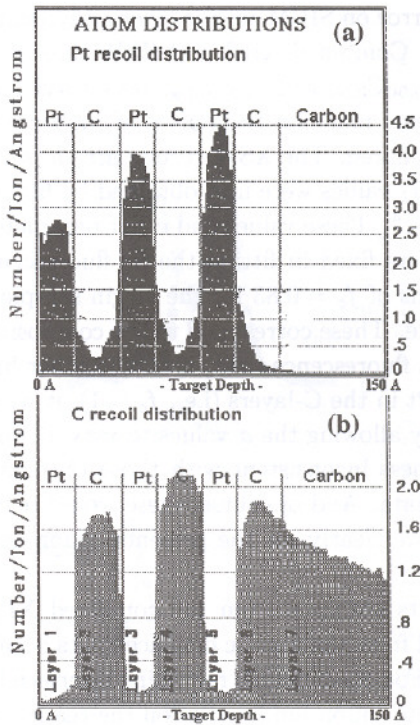 ATOM DISTRIBUTIONS (a)
Pt recoil distribution
Number/Ion/Angstrom
Pt C Pt C Pt C Carbon
4.5
4.0
3.5
3.0
2.5
2.0
1.5
1.0
.5
0
0 A - Target Depth - 150 A
C recoil distribution (b)
Number/Ion/Angstrom
Pt C Pt C Pt C Carbon
2.0
1.6
1.2
.8
.4
0
Layer 1
Layer 2
Layer 3
Layer 4
Layer 5
Layer 6
Layer 7
0 A - Target Depth - 150 A